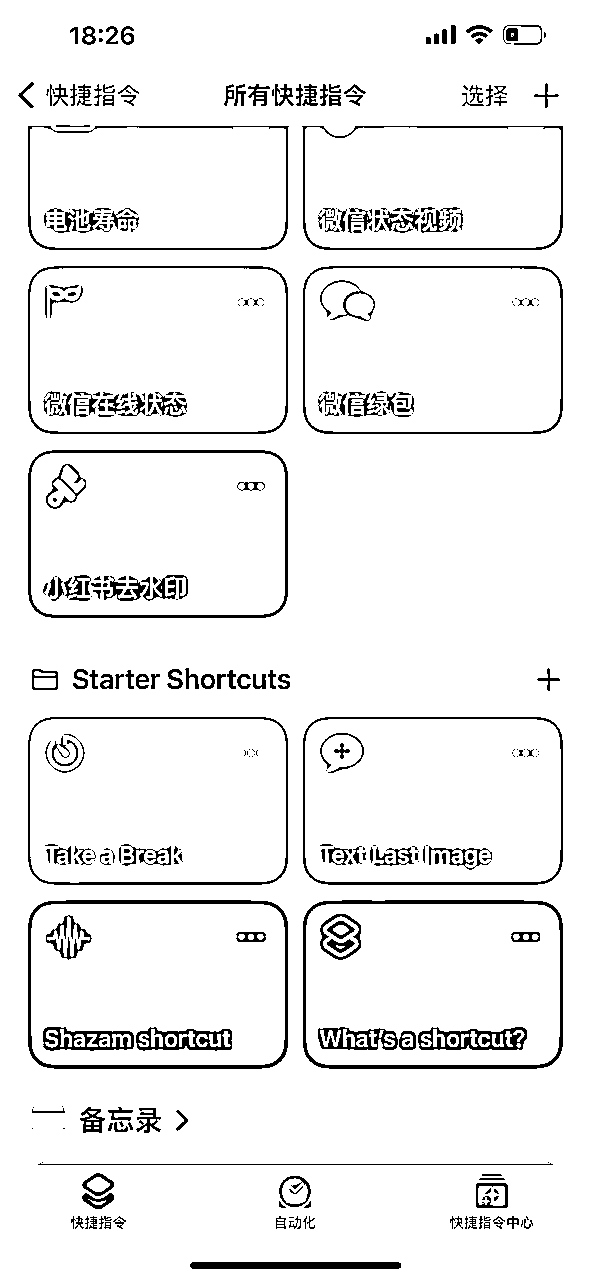 18:26
快捷指令
所有快捷指令
选择
电池寿命
微信状态视频
微信在线状态
微信绿包
小红书去水印
Starter Shortcuts
Take a Break
Text Last Image
Shazam shortcut
What's a shortcut?
备忘录
快捷指令
自动化
快捷指令中心